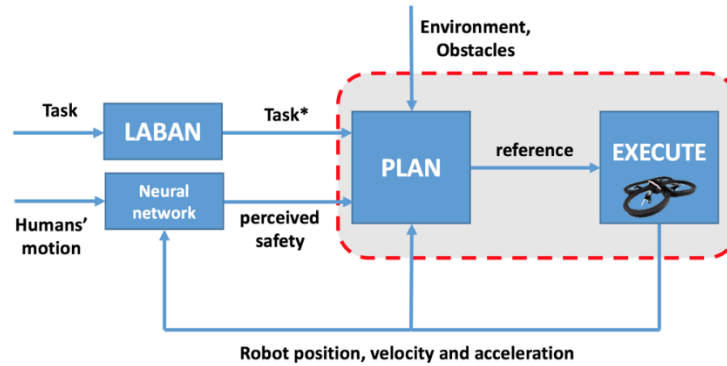 Environment,
Obstacles
Task
LABAN
Task*
PLAN
reference
EXECUTE
Neural
network
Humans'
motion
perceived
safety
Robot position, velocity and acceleration